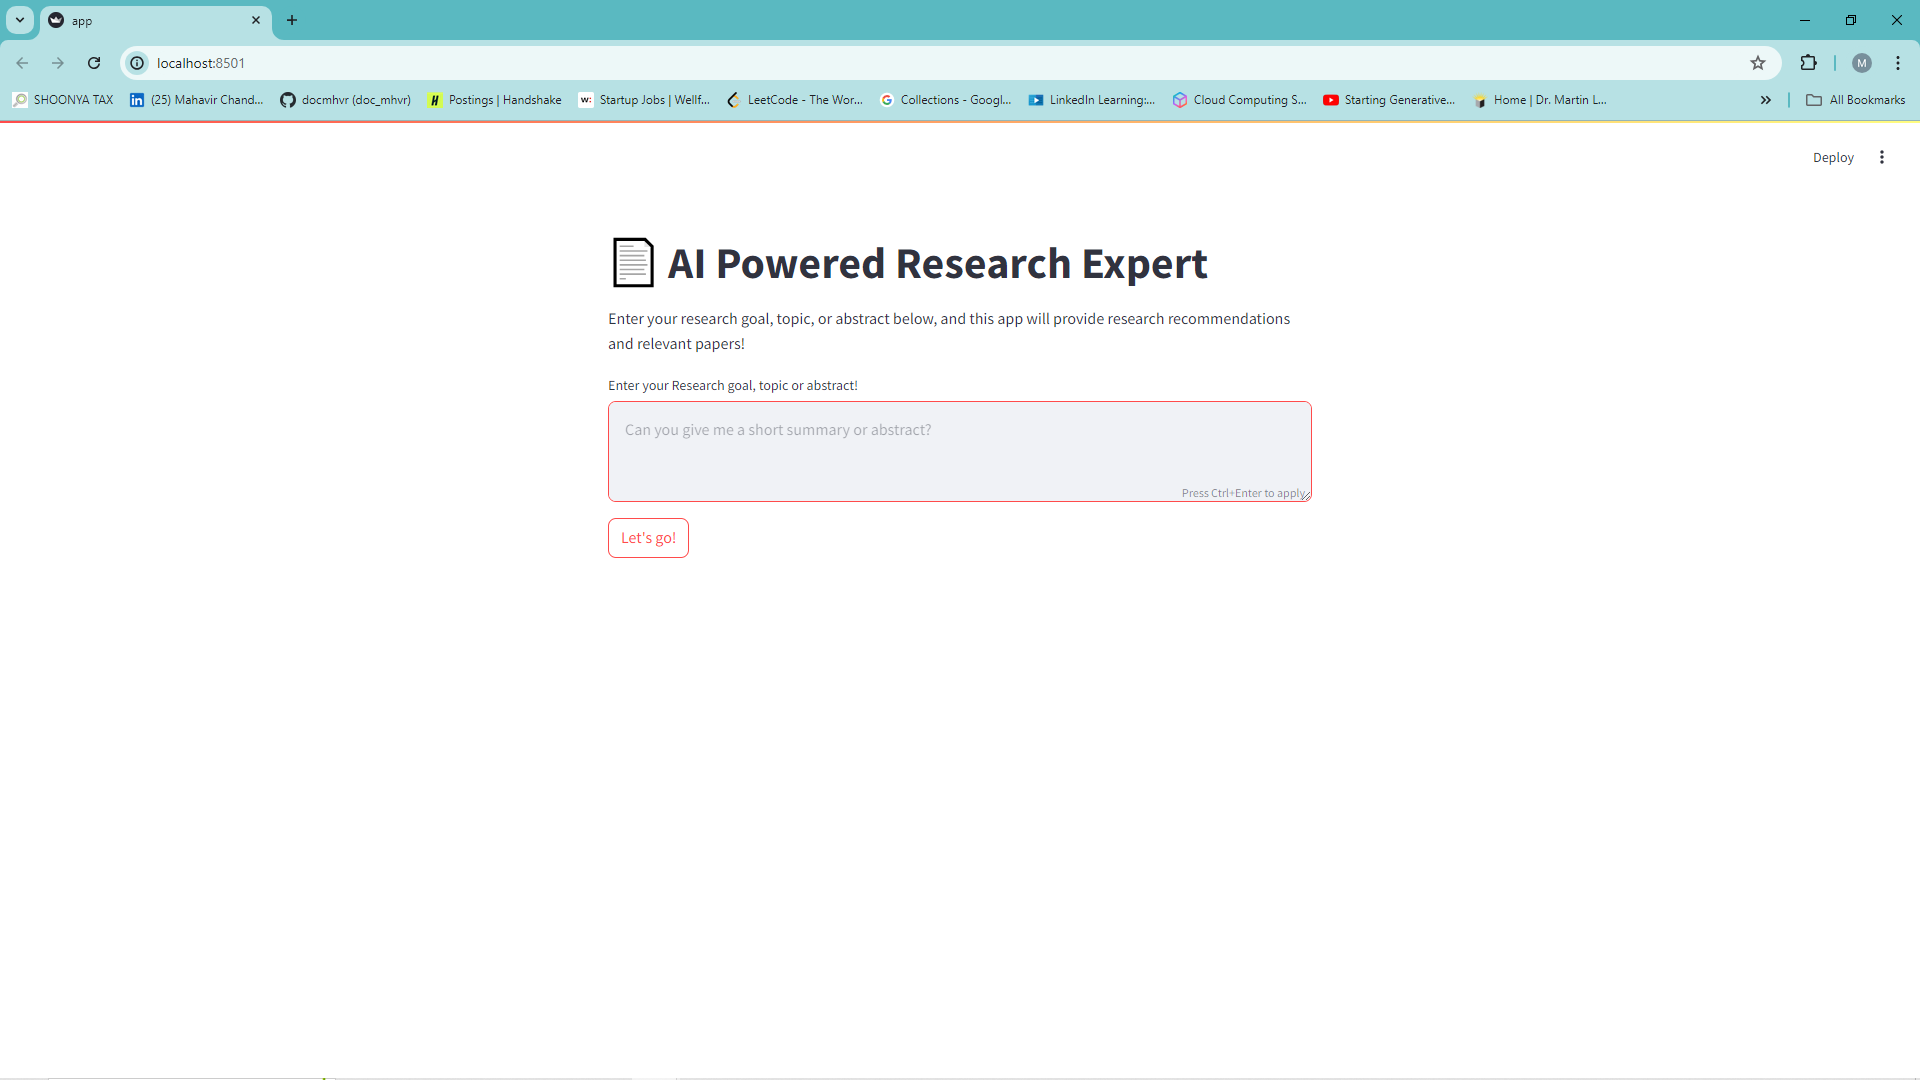 app
localhost:8501
SHOONYA TAX
(25) Mahavir Chand...
docmhvr (doc_mhvr)
Postings | Handshake
Startup Jobs | Wellf...
LeetCode - The Wor...
Collections - Googl...
LinkedIn Learning:...
Cloud Computing S...
Starting Generative...
Home | Dr. Martin L...
All Bookmarks
M
Deploy
AI Powered Research Expert
Enter your research goal, topic, or abstract below, and this app will provide research recommendations
and relevant papers!
Enter your Research goal, topic or abstract!
Can you give me a short summary or abstract?
Press Ctrl+Enter to apply
Let's go!